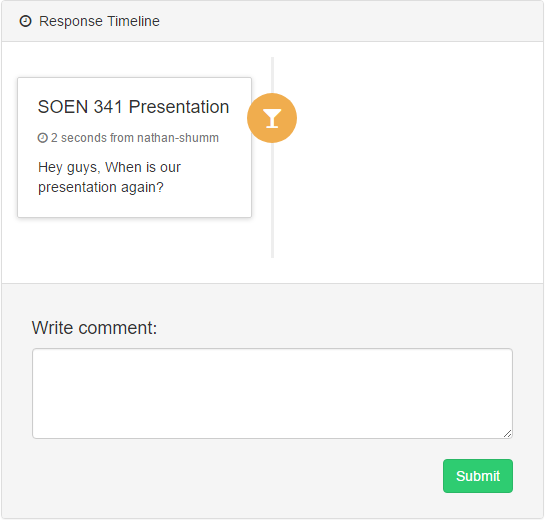 Response Timeline
SOEN 341 Presentation
2 seconds from nathan-shumm
Hey guys, When is our
presentation again?
Write comment:
Submit